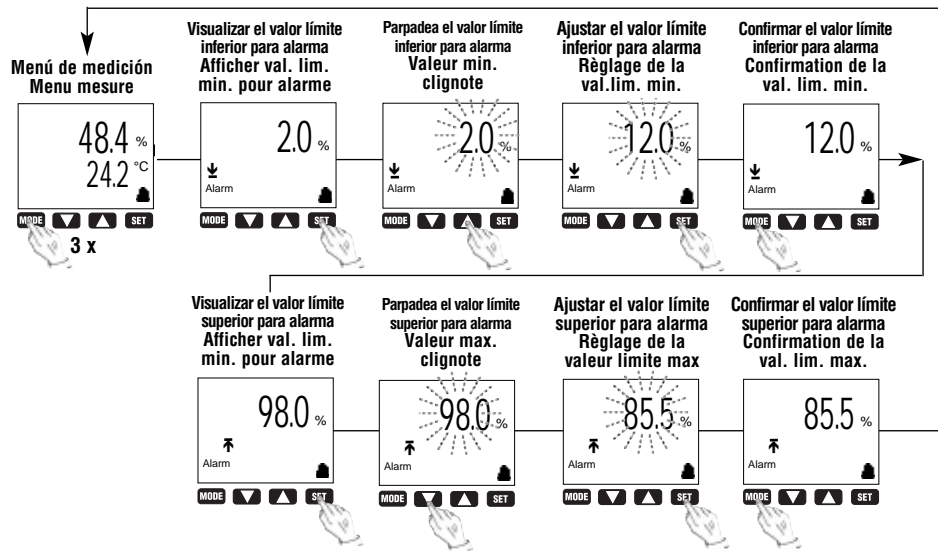 Menú de medición
Menu mesure
48.4 %
24.2 °C
MODE SET
3 x
Visualizar el valor límite
inferior para alarma
Afficher val. lim.
min. pour alarme
2.0 %
Alarm
MODE SET
Parpadea el valor límite
inferior para alarma
Valeur min.
clignote
2.0 %
Alarm
MODE SET
Ajustar el valor límite
inferior para alarma
Règlage de la
val.lim. min.
12.0 %
Alarm
MODE SET
Confirmar el valor límite
inferior para alarma
Confirmation de la
val. lim. min.
12.0 %
Alarm
MODE SET
Visualizar el valor límite
superior para alarma
Afficher val. lim.
min. pour alarme
98.0 %
Alarm
MODE SET
Parpadea el valor límite
superior para alarma
Valeur max.
clignote
98.0 %
Alarm
MODE SET
Ajustar el valor límite
superior para alarma
Règlage de la
valeur limite max
85.5 %
Alarm
MODE SET
Confirmar el valor límite
superior para alarma
Confirmation de la
val. lim. max.
85.5 %
Alarm
MODE SET